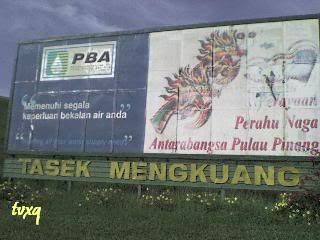 PBA
"Memenuhi segala
keperluan bekalan air anda"
Perahu Naga
Antarabangsa Pulau Pinang
TASEK MENGKUANG
tvxq